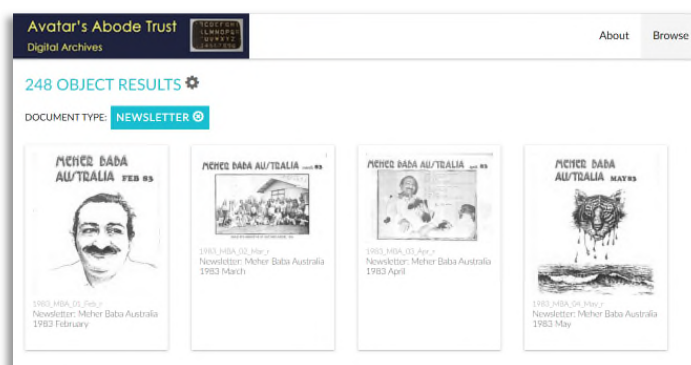 Avatar's Abode Trust
Digital Archives
About Browse
248 OBJECT RESULTS
DOCUMENT TYPE: NEWSLETTER
MEHER BABA
AUSTRALIA FEB 83
1983_MBA_01_Feb_r
Newsletter: Meher Baba Australia
1983 February
MEHER BABA AUSTRALIA 83
1983_MBA_02_Mar_r
Newsletter: Meher Baba Australia
1983 March
MEHER BABA AUSTRALIA 83
1983_MBA_03_Apr_r
Newsletter: Meher Baba Australia
1983 April
MEHER BABA
AUSTRALIA MAY 83
1983_MBA_04_May_r
Newsletter: Meher Baba Australia
1983 May